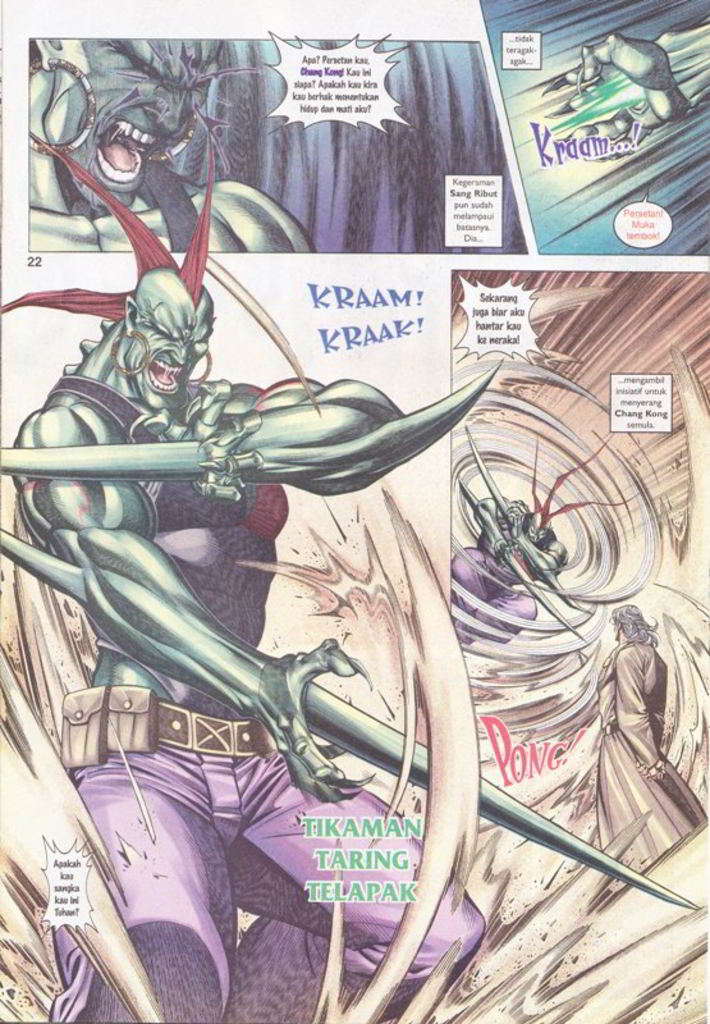 Apa? Persetan kau,
Chang Kong! Kau ini
siapa? Apakah kau kira
kau berhak menentukan
hidup dan mati aku?
Kegeraman
Sang Ribut
pun sudah
melampaui
batasnya.
Dia...
...tidak
teragak-
agak...
Kraam...!
Persetan!
Muka
tembok!
22
KRAAM!
KRAAK!
Sekarang
juga biar aku
hantar kau
ke neraka!
...mengambil
inisiatif untuk
menyerang
Chang Kong
semula.
PONG!
TIKAMAN
TARING
TELAPAK
Apakah
kau
sangka
kau ini
Tuhan?